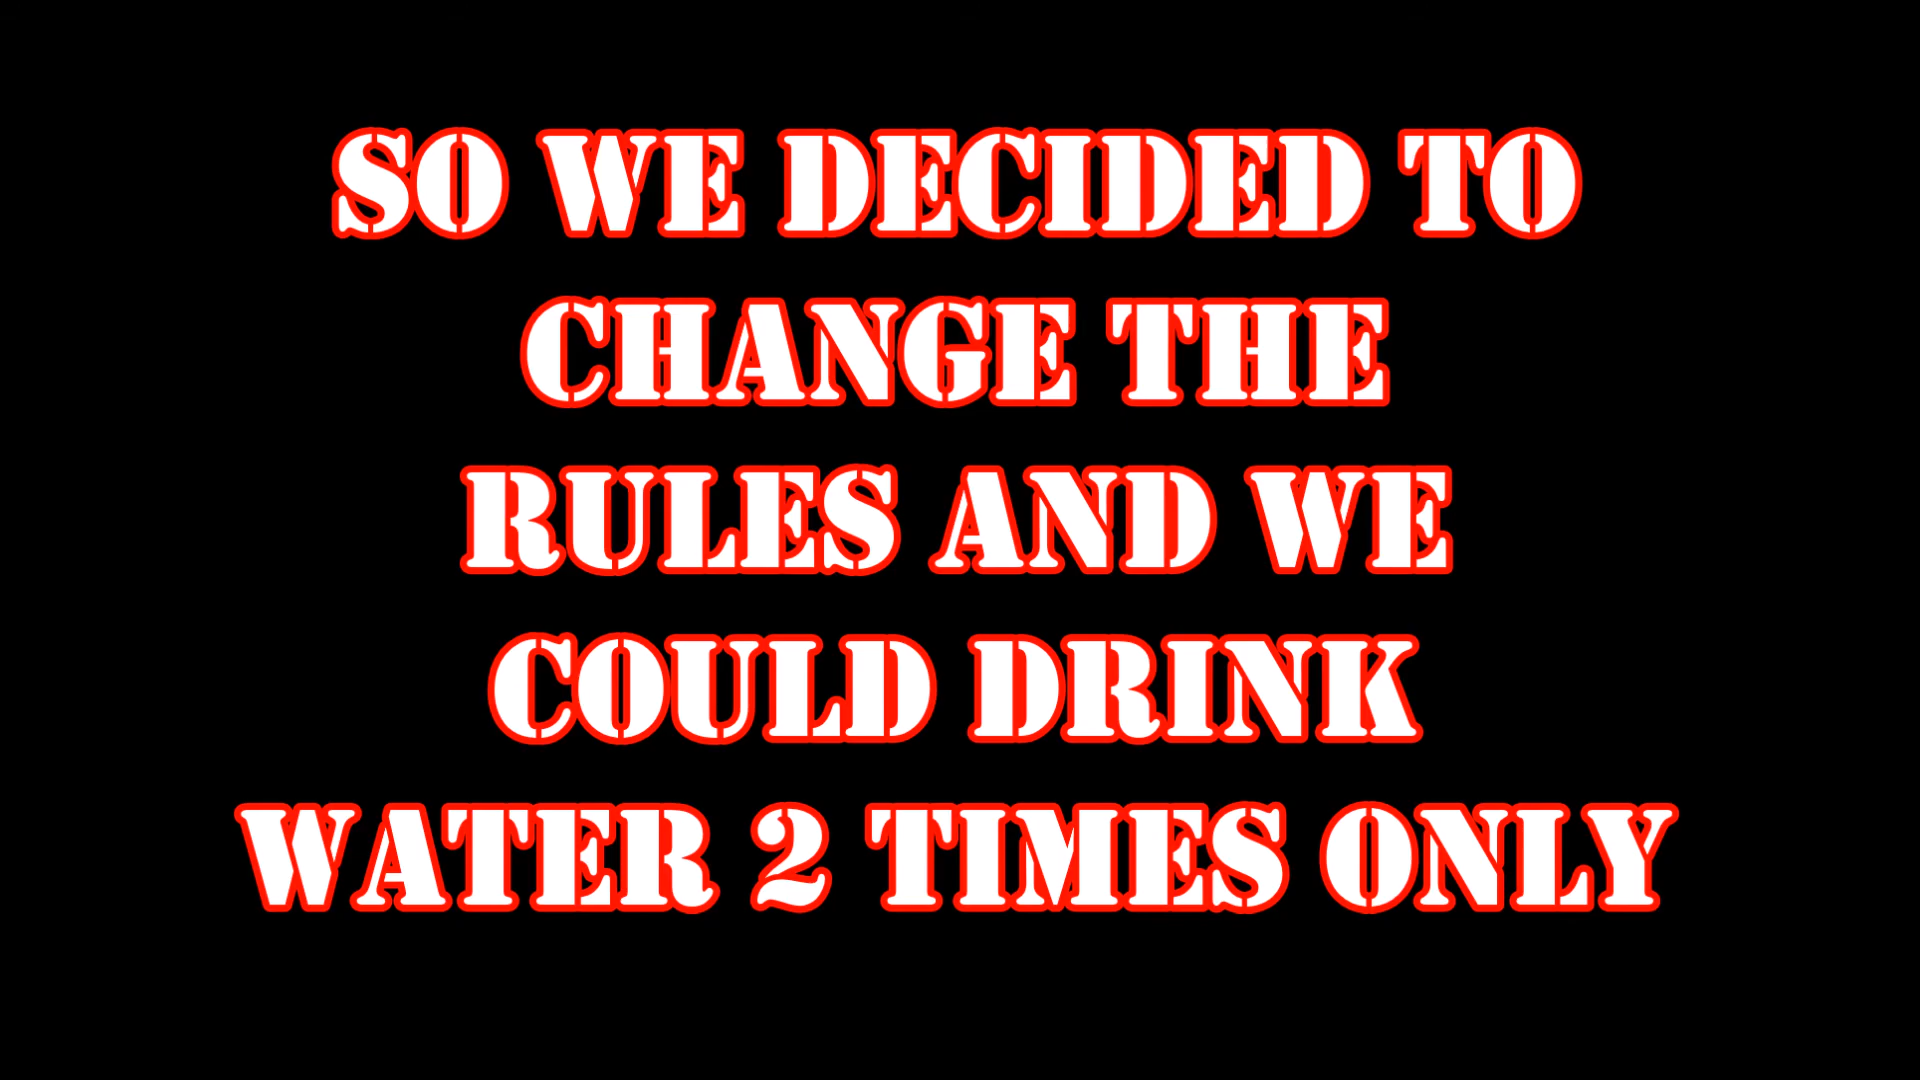 SO WE DECIDED TO
CHANGE THE
RULES AND WE
COULD DRINK
WATER 2 TIMES ONLY